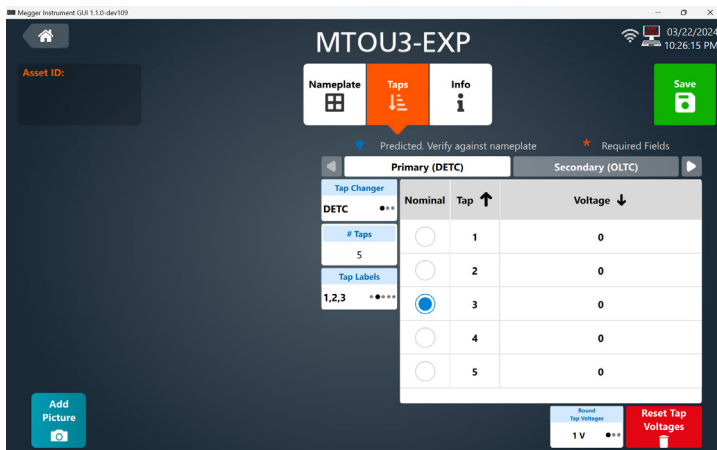 Megger Instrument GUI 1.1.0-dev109
MTOU3-EXP
03/22/2024
10:26:15 PM
Asset ID:
Nameplate
Taps
Info
Save
Predicted. Verify against nameplate
* Required Fields
Primary (DETC)
Secondary (OLTC)
Tap Changer
DETC
# Taps
5
Tap Labels
1,2,3
Nominal Tap ↑ Voltage ↓
1 0
2 0
3 0
4 0
5 0
Add
Picture
Round
Tap Voltages
1 V
Reset Tap
Voltages